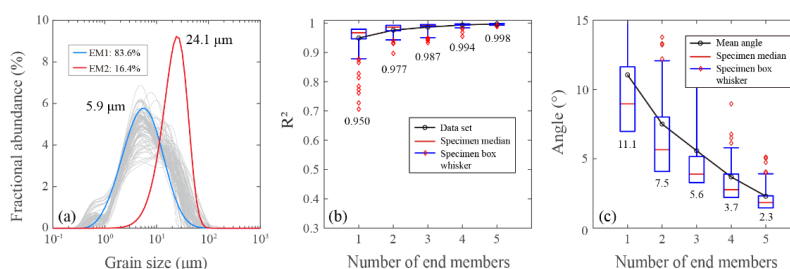 Fractional abundance (%)
10
8
6
4
2
0
EM1: 83.6%
EM2: 16.4%
24.1 μm
5.9 μm
(a)
10⁻¹ 10⁰ 10¹ 10² 10³
Grain size (μm)
R²
1
0.9
0.8
0.7
0.6
0.5
0.4
0.3
0.950
0.977
0.987
0.994
0.998
Data set
Specimen median
Specimen box
whisker
(b)
1 2 3 4 5
Number of end members
Angle (°)
15
10
5
0
Mean angle
Specimen median
Specimen box
whisker
11.1
7.5
5.6
3.7
2.3
(c)
1 2 3 4 5
Number of end members